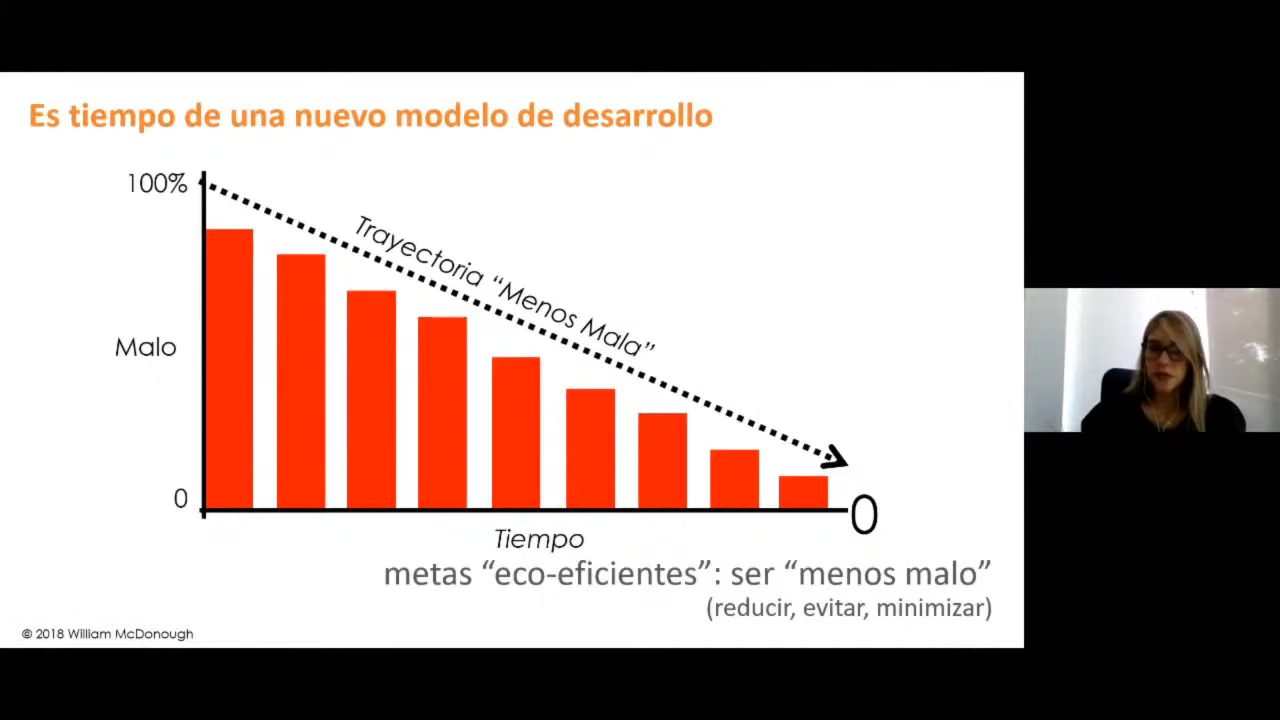 Es tiempo de una nuevo modelo de desarrollo
100%
Trayectoria “Menos Mala”
Malo
0
0
Tiempo
metas “eco-eficientes”: ser “menos malo”
(reducir, evitar, minimizar)
© 2018 William McDonough